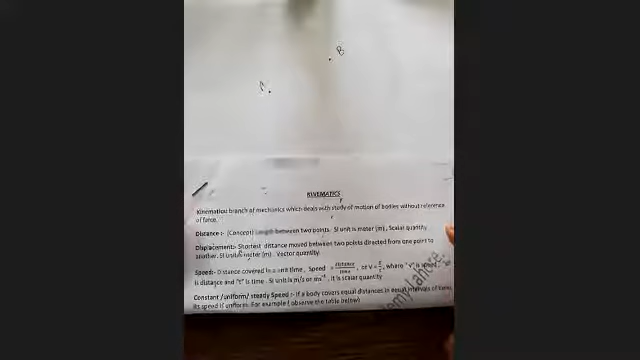 B
A
KINEMATICS
Kinematics: branch of mechanics which deals with study of motion of bodies without reference
of force.
Distance :- (Concept) Length between two points. SI unit is meter (m), Scalar quantity
Displacement:- Shortest distance moved between two points directed from one point to
another. SI unit is meter (m). Vector quantity.
Speed:- Distance covered in a unit time, Speed = distance/time, or V = where "v" is speed,
is distance and "t" is time. SI unit is m/s or ms⁻¹, it is scalar quantity
Constant /uniform/ steady Speed :- If a body covers equal distances in equal intervals of time,
its speed is uniform. For example ( observe the table below)
Lahore.